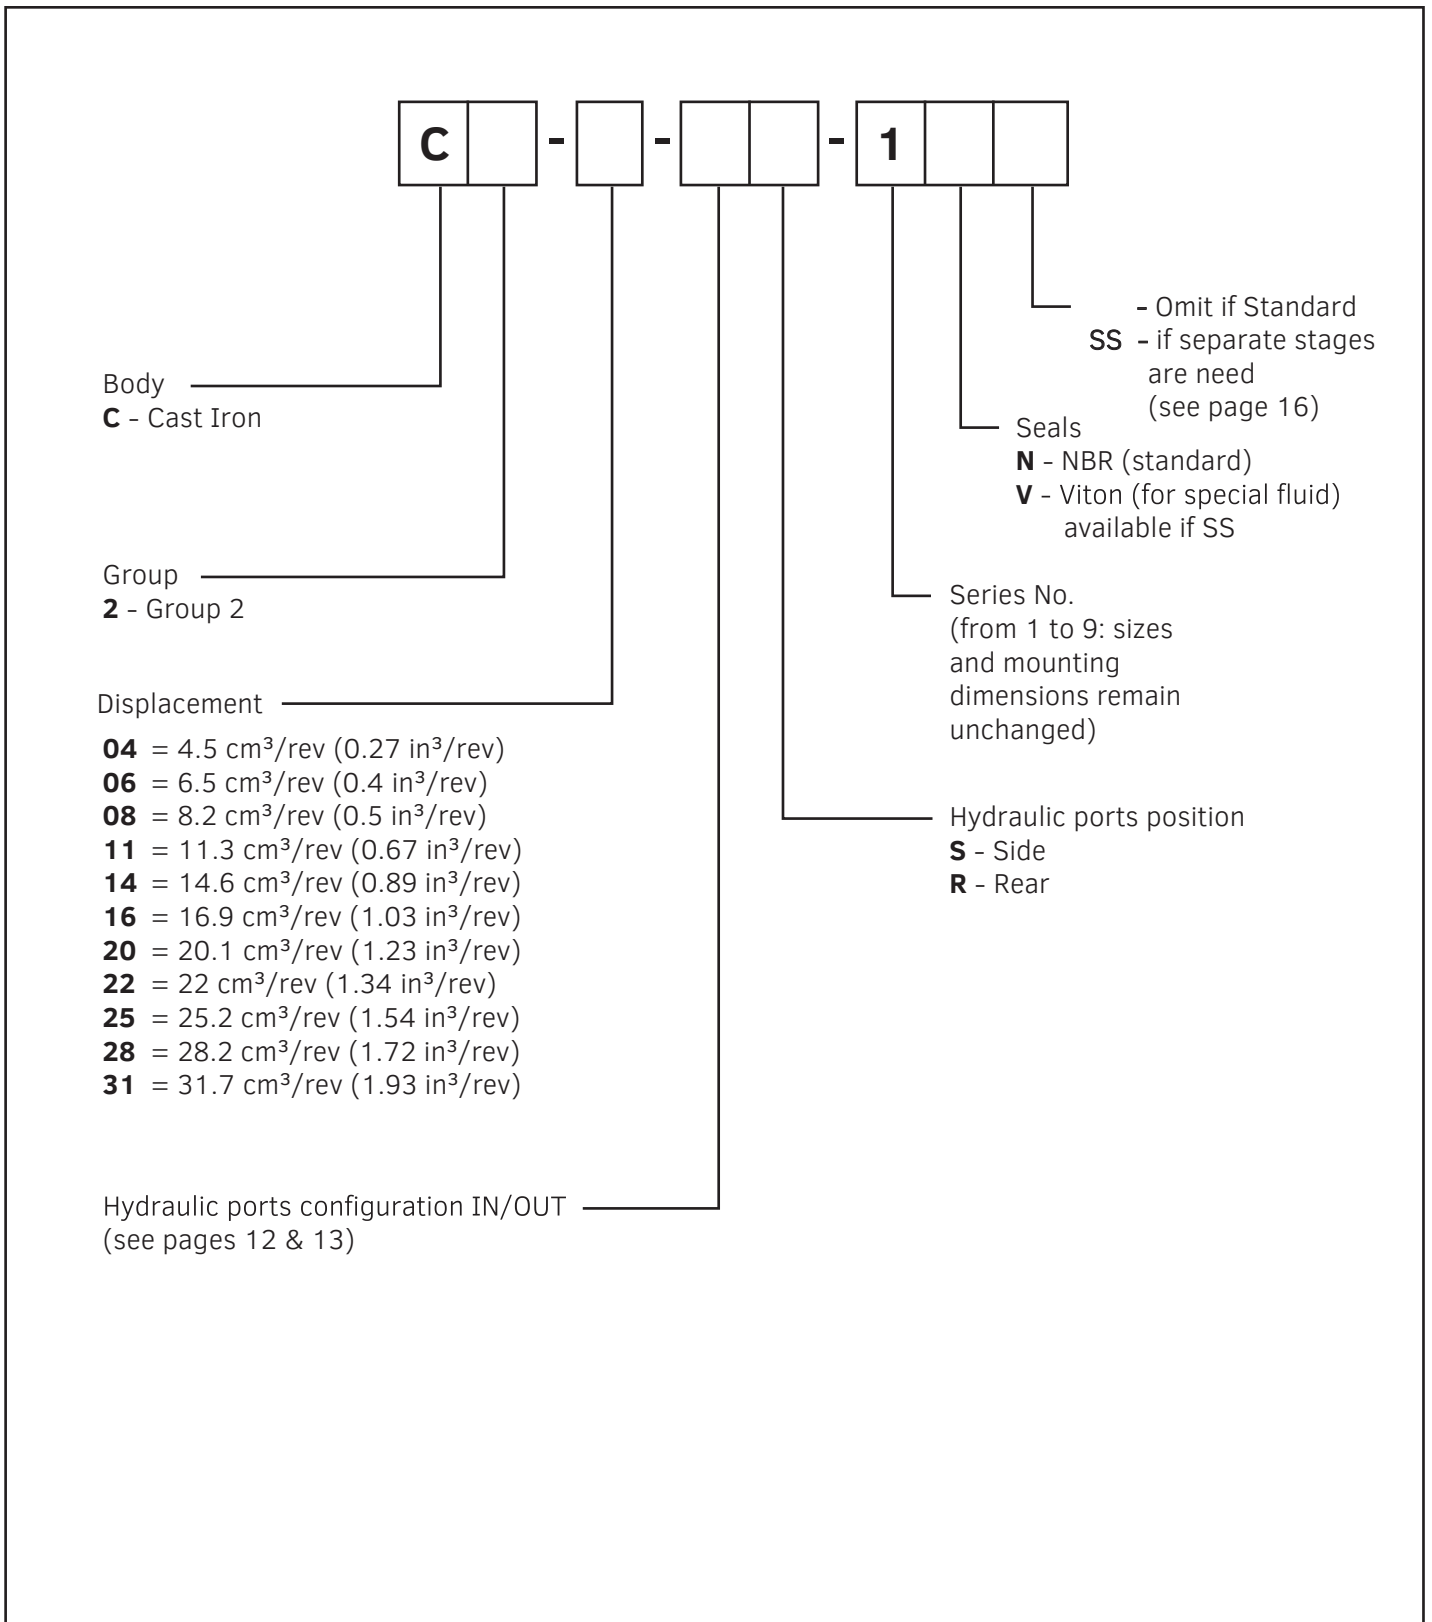 C - - - 1
- Omit if Standard
SS - if separate stages
are need
(see page 16)
Body
C - Cast Iron
Seals
N - NBR (standard)
V - Viton (for special fluid)
available if SS
Group
2 - Group 2
Series No.
(from 1 to 9: sizes
and mounting
dimensions remain
unchanged)
Displacement
04 = 4.5 cm³/rev (0.27 in³/rev)
06 = 6.5 cm³/rev (0.4 in³/rev)
08 = 8.2 cm³/rev (0.5 in³/rev)
11 = 11.3 cm³/rev (0.67 in³/rev)
14 = 14.6 cm³/rev (0.89 in³/rev)
16 = 16.9 cm³/rev (1.03 in³/rev)
20 = 20.1 cm³/rev (1.23 in³/rev)
22 = 22 cm³/rev (1.34 in³/rev)
25 = 25.2 cm³/rev (1.54 in³/rev)
28 = 28.2 cm³/rev (1.72 in³/rev)
31 = 31.7 cm³/rev (1.93 in³/rev)
Hydraulic ports position
S - Side
R - Rear
Hydraulic ports configuration IN/OUT
(see pages 12 & 13)